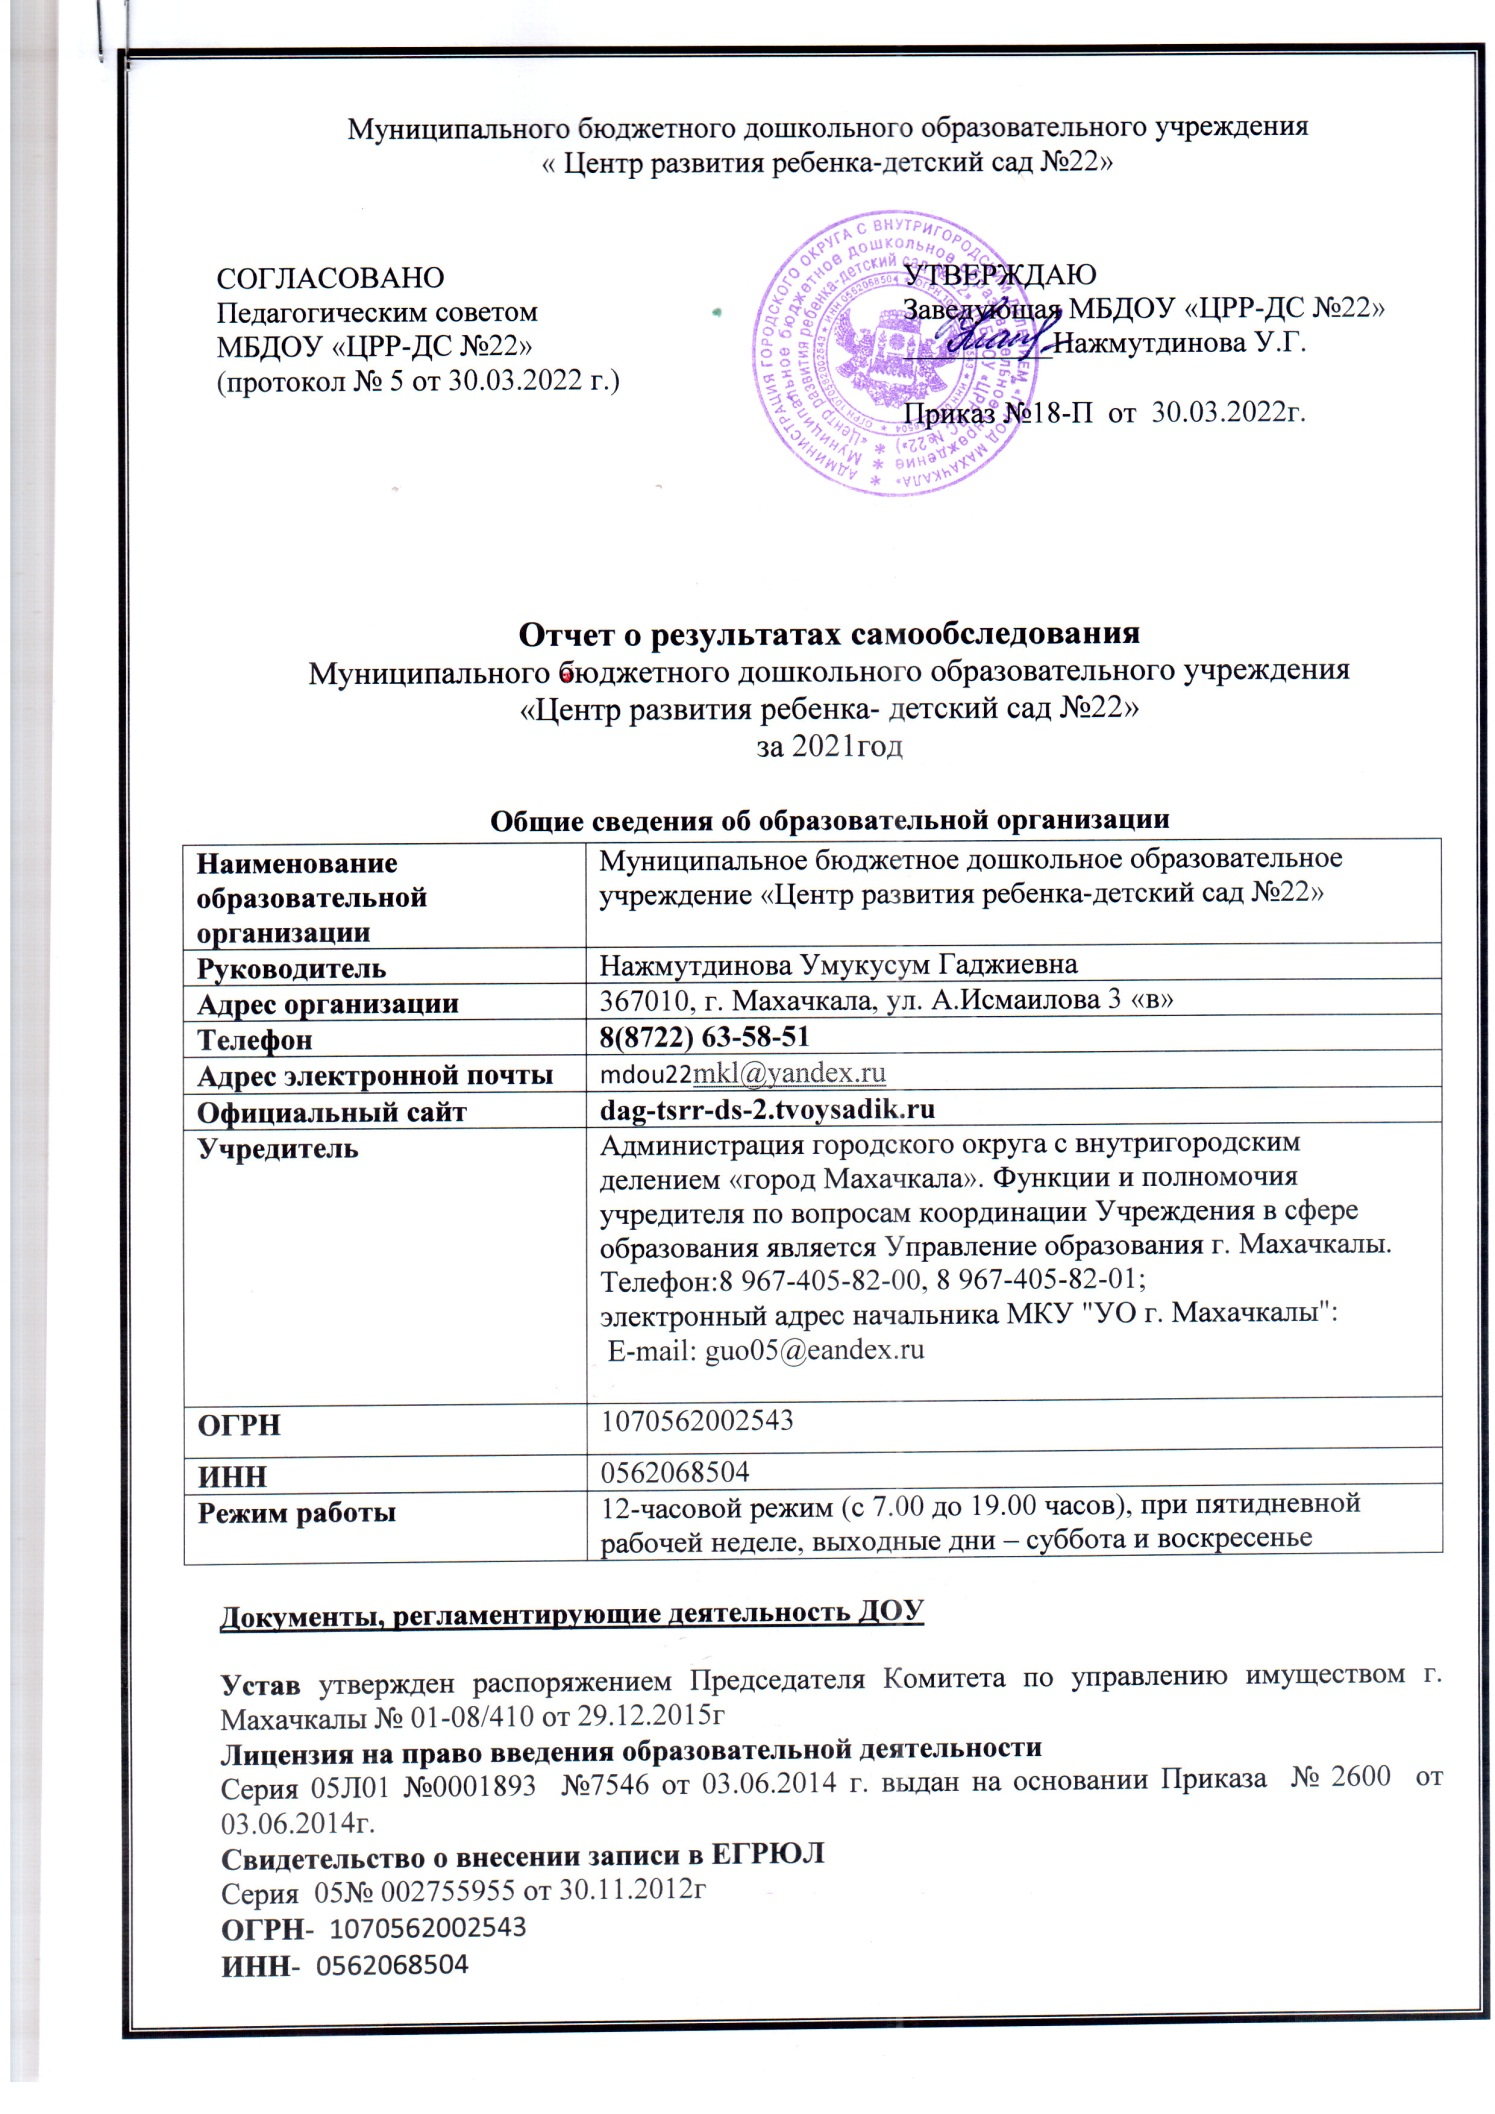 Муниципального бюджетного дошкольного образовательного учреждения
« Центр развития ребенка-детский сад №22»
СОГЛАСОВАНО
Педагогическим советом
МБДОУ «ЦРР-ДС №22»
(протокол № 5 от 30.03.2022 г.)
УТВЕРЖДАЮ
Заведующая МБДОУ «ЦРР-ДС №22»
__________Нажмутдинова У.Г.
Приказ №18-П от 30.03.2022г.
Отчет о результатах самообследования
Муниципального бюджетного дошкольного образовательного учреждения
«Центр развития ребенка- детский сад №22»
за 2021год
Общие сведения об образовательной организации
Наименование
образовательной
организации
Муниципальное бюджетное дошкольное образовательное
учреждение «Центр развития ребенка-детский сад №22»
Руководитель
Нажмутдинова Умукусум Гаджиевна
Адрес организации
367010, г. Махачкала, ул. А.Исмаилова 3 «в»
Телефон
8(8722) 63-58-51
Адрес электронной почты
mdou22mkl@yandex.ru
Официальный сайт
dag-tsrr-ds-2.tvoysadik.ru
Учредитель
Администрация городского округа с внутригородским
делением «город Махачкала». Функции и полномочия
учредителя по вопросам координации Учреждения в сфере
образования является Управление образования г. Махачкалы.
Телефон:8 967-405-82-00, 8 967-405-82-01;
электронный адрес начальника МКУ "УО г. Махачкалы":
E-mail: guo05@eandex.ru
ОГРН
1070562002543
ИНН
0562068504
Режим работы
12-часовой режим (с 7.00 до 19.00 часов), при пятидневной
рабочей неделе, выходные дни – суббота и воскресенье
Документы, регламентирующие деятельность ДОУ
Устав утвержден распоряжением Председателя Комитета по управлению имуществом г.
Махачкалы № 01-08/410 от 29.12.2015г
Лицензия на право введения образовательной деятельности
Серия 05Л01 №0001893 №7546 от 03.06.2014 г. выдан на основании Приказа № 2600 от
03.06.2014г.
Свидетельство о внесении записи в ЕГРЮЛ
Серия 05№ 002755955 от 30.11.2012г
ОГРН- 1070562002543
ИНН- 0562068504